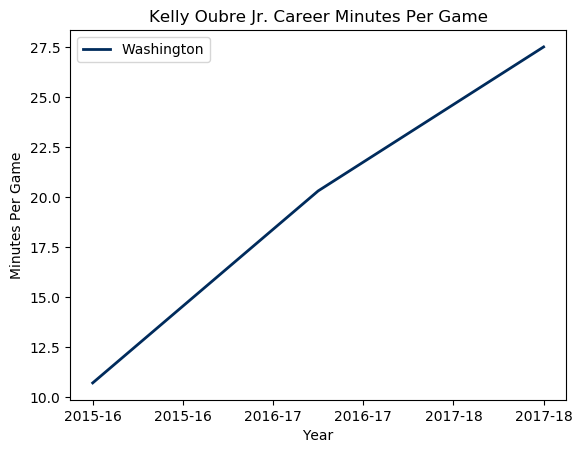 Kelly Oubre Jr. Career Minutes Per Game
Washington
27.5
25.0
22.5
20.0
17.5
15.0
12.5
10.0
Minutes Per Game
2015-16 2015-16 2016-17 2016-17 2017-18 2017-18
Year